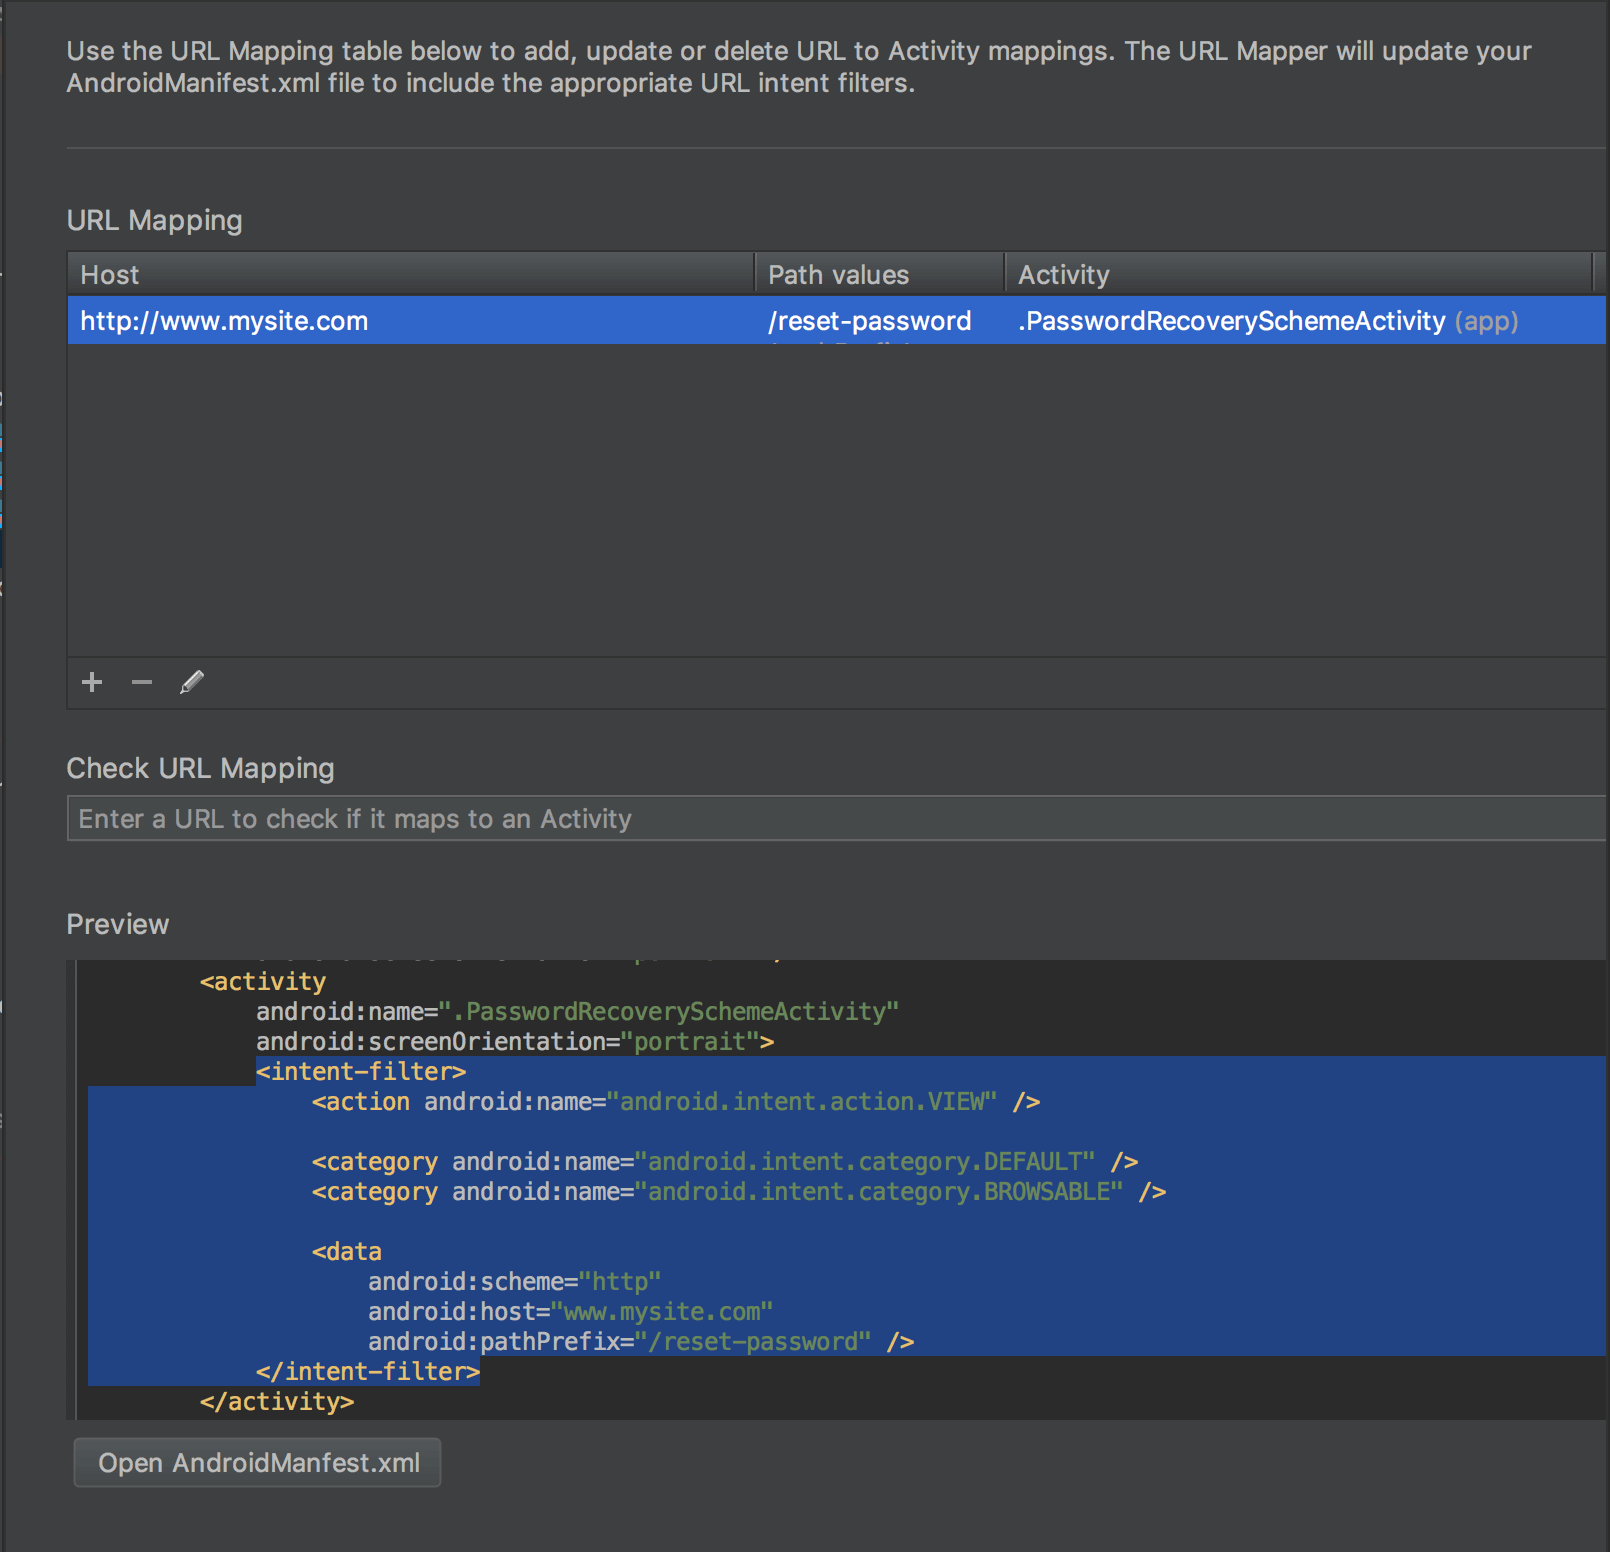 Use the URL Mapping table below to add, update or delete URL to Activity mappings. The URL Mapper will update your
AndroidManifest.xml file to include the appropriate URL intent filters.
URL Mapping
Host Path values Activity
http://www.mysite.com /reset-password .PasswordRecoverySchemeActivity (app)
Check URL Mapping
Enter a URL to check if it maps to an Activity
Preview
<activity
android:name=".PasswordRecoverySchemeActivity"
android:screenOrientation="portrait">
<intent-filter>
<action android:name="android.intent.action.VIEW" />
<category android:name="android.intent.category.DEFAULT" />
<category android:name="android.intent.category.BROWSABLE" />
<data
android:scheme="http"
android:host="www.mysite.com"
android:pathPrefix="/reset-password" />
</intent-filter>
</activity>
Open AndroidManfest.xml